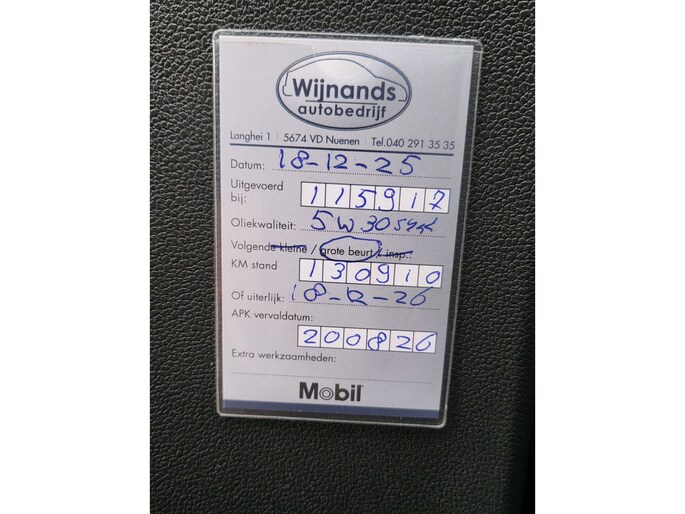 Wijnands
autobedrijf
Langhei 1 | 5674 VD Nuenen | Tel.040 291 35 35
Datum: 18-12-25
Uitgevoerd
bij: 115917
Oliekwaliteit: 5W30
Volgende kleine / grote beurt / insp.:
KM stand
130910
Of uiterlijk: 18-12-26
APK vervaldatum:
200826
Extra werkzaamheden:
Mobil